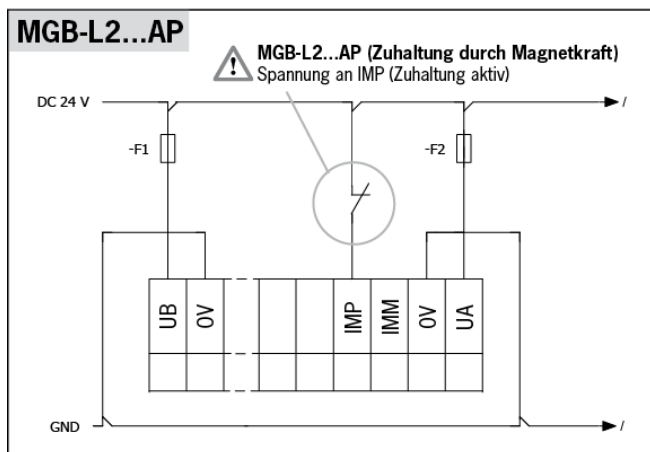 MGB-L2...AP
MGB-L2...AP (Zuhaltung durch Magnetkraft)
Spannung an IMP (Zuhaltung aktiv)
DC 24 V
/
-F1
-F2
UB
0V
IMP
IMM
0V
UA
GND
/